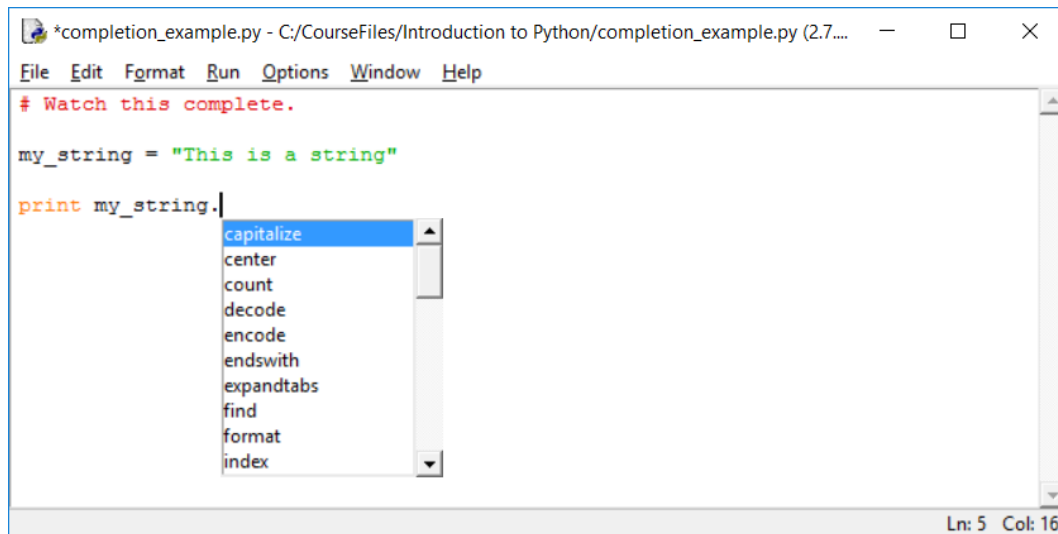 *completion_example.py - C:/CourseFiles/Introduction to Python/completion_example.py (2.7....
File Edit Format Run Options Window Help
# Watch this complete.
my_string = "This is a string"
print my_string.
capitalize
center
count
decode
encode
endswith
expandtabs
find
format
index
Ln: 5 Col: 16